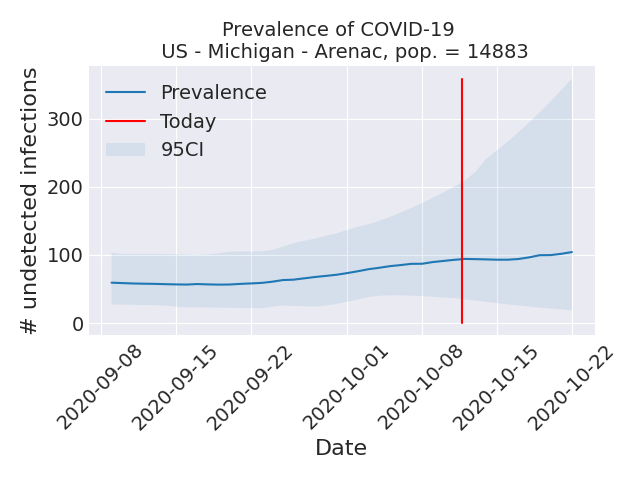 Prevalence of COVID-19
US - Michigan - Arenac, pop. = 14883
Prevalence
Today
95CI
# undetected infections
300
200
100
0
2020-09-08
2020-09-15
2020-09-22
2020-10-01
2020-10-08
2020-10-15
2020-10-22
Date